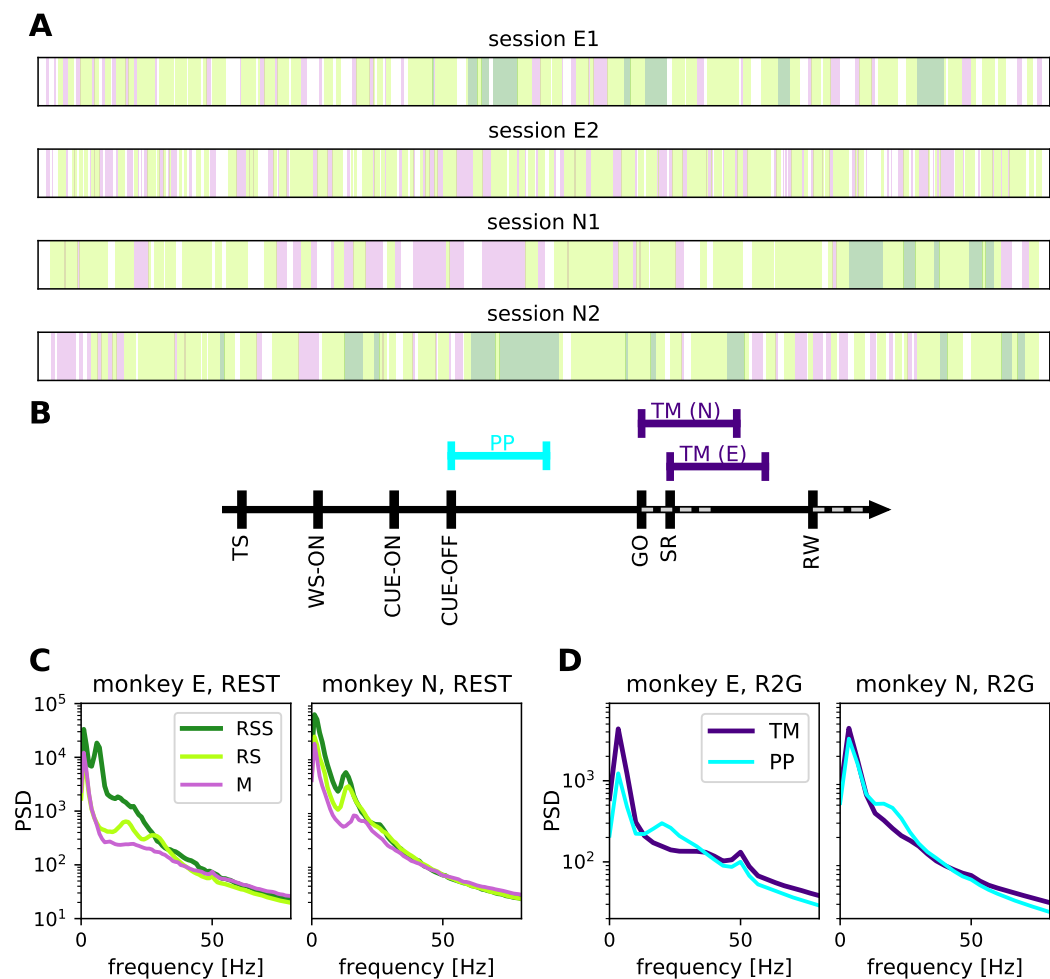 A
session E1
session E2
session N1
session N2
B
TM (N)
PP
TM (E)
TS
WS-ON
CUE-ON
CUE-OFF
GO
SR
RW
C
monkey E, REST
monkey N, REST
RSS
RS
M
10^5
10^4
10^3
10^2
10^1
PSD
0
50
0
50
frequency [Hz]
frequency [Hz]
D
monkey E, R2G
monkey N, R2G
TM
PP
10^3
10^2
PSD
0
50
0
50
frequency [Hz]
frequency [Hz]